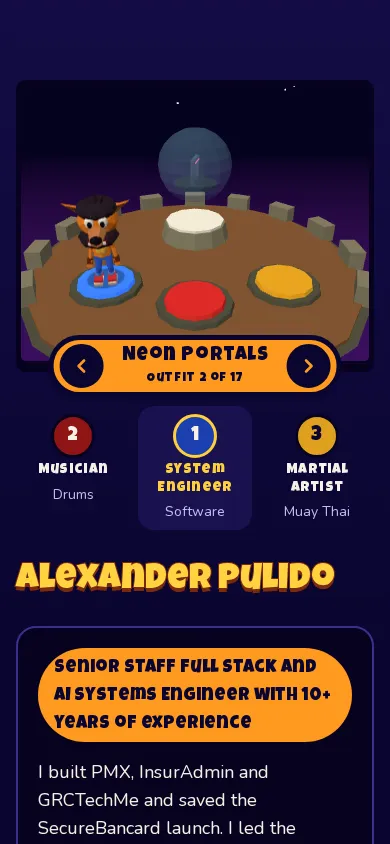 Neon Portals
Outfit 2 of 17
2
Musician
Drums
1
System
Engineer
Software
3
Martial
Artist
Muay Thai
Alexander Pulido
Senior Staff Full Stack and
AI Systems Engineer with 10+
years of experience
I built PMX, InsurAdmin and
GRCTechMe and saved the
SecureBancard launch. I led the